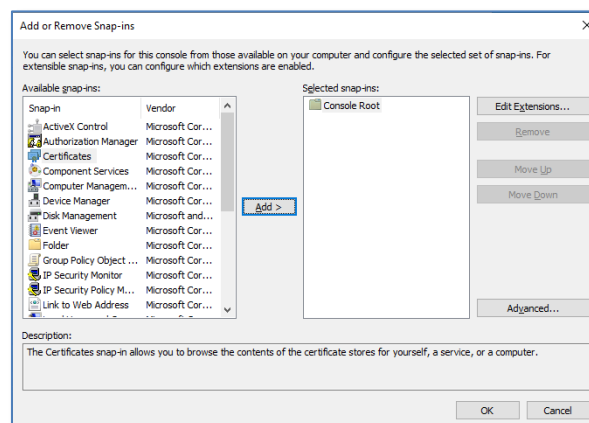 Add or Remove Snap-ins
You can select snap-ins for this console from those available on your computer and configure the selected set of snap-ins. For
extensible snap-ins, you can configure which extensions are enabled.
Available snap-ins:
Snap-in Vendor
ActiveX Control Microsoft Cor...
Authorization Manager Microsoft Cor...
Certificates Microsoft Cor...
Component Services Microsoft Cor...
Computer Managem... Microsoft Cor...
Device Manager Microsoft Cor...
Disk Management Microsoft and...
Event Viewer Microsoft Cor...
Folder Microsoft Cor...
Group Policy Object ... Microsoft Cor...
IP Security Monitor Microsoft Cor...
IP Security Policy M... Microsoft Cor...
Link to Web Address Microsoft Cor...
Add >
Selected snap-ins:
Console Root
Edit Extensions...
Remove
Move Up
Move Down
Advanced...
Description:
The Certificates snap-in allows you to browse the contents of the certificate stores for yourself, a service, or a computer.
OK Cancel